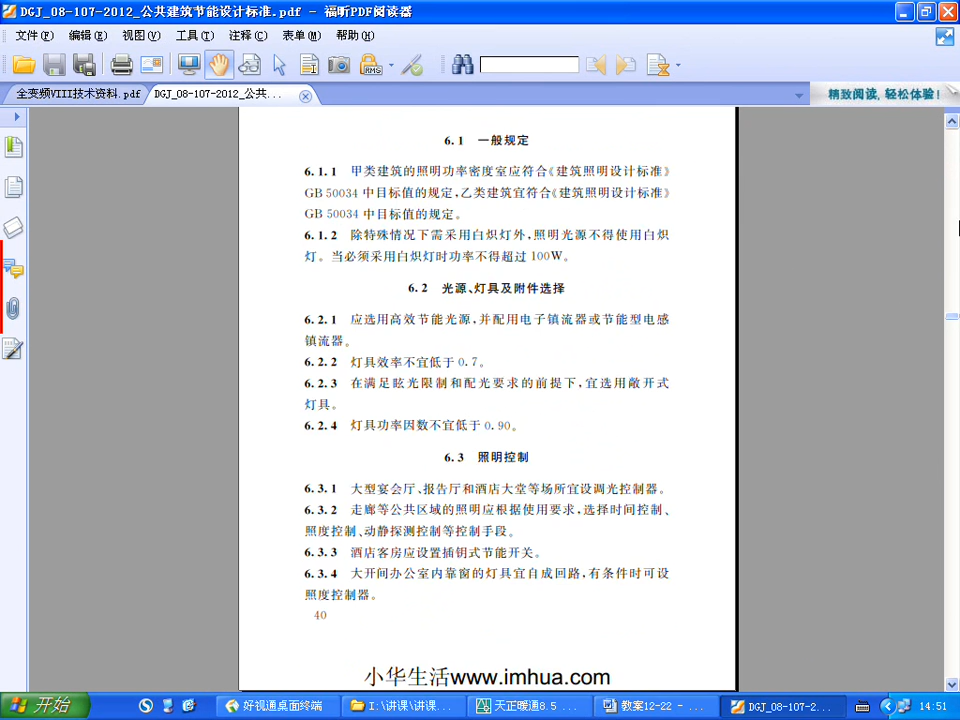 DGJ_08-107-2012_公共建筑节能设计标准.pdf - 福昕PDF阅读器
文件(F) 编辑(E) 视图(V) 工具(T) 注释(C) 表单(M) 帮助(H)
全变频VIII技术资料.pdf DGJ_08-107-2012_公共... 精致阅读, 轻松体验!
6.1 一般规定
6.1.1 甲类建筑的照明功率密度室应符合《建筑照明设计标准》
GB 50034 中目标值的规定,乙类建筑宜符合《建筑照明设计标准》
GB 50034 中目标值的规定。
6.1.2 除特殊情况下需采用白炽灯外,照明光源不得使用白炽
灯。当必须采用白炽灯时功率不得超过 100W。
6.2 光源、灯具及附件选择
6.2.1 应选用高效节能光源,并配用电子镇流器或节能型电感
镇流器。
6.2.2 灯具效率不宜低于 0.7。
6.2.3 在满足眩光限制和配光要求的前提下,宜选用敞开式
灯具。
6.2.4 灯具功率因数不宜低于 0.90。
6.3 照明控制
6.3.1 大型宴会厅、报告厅和酒店大堂等场所宜设调光控制器。
6.3.2 走廊等公共区域的照明应根据使用要求,选择时间控制、
照度控制、动静探测控制等控制手段。
6.3.3 酒店客房应设置插钥式节能开关。
6.3.4 大开间办公室内靠窗的灯具宜自成回路,有条件时可设
照度控制器。
40
小华生活www.imhua.com
开始 好视通桌面终端 I:\讲课\讲课... 天正暖通8.5 ... 教案12-22 - ... DGJ_08-107-2... 14:51